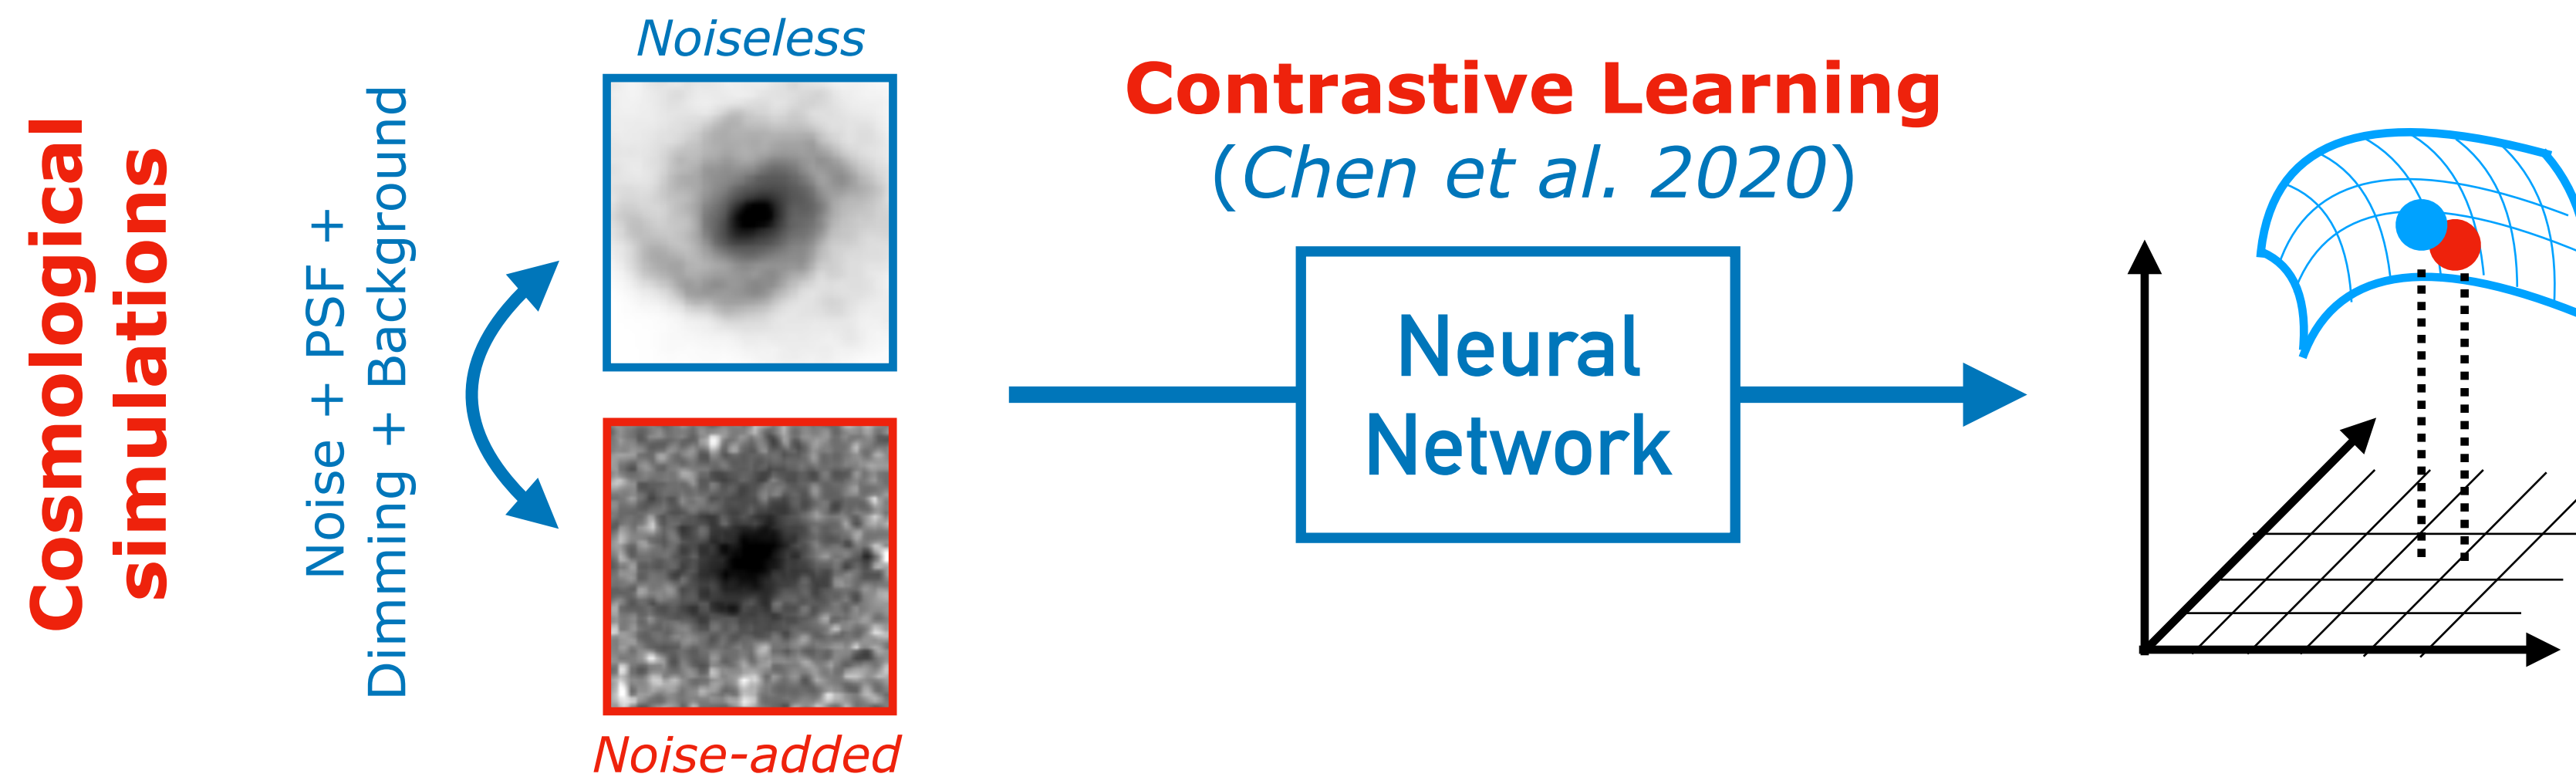 Cosmological
simulations
Noise + PSF +
Dimming + Background
Noiseless
Noise-added
Contrastive Learning
(Chen et al. 2020)
Neural
Network